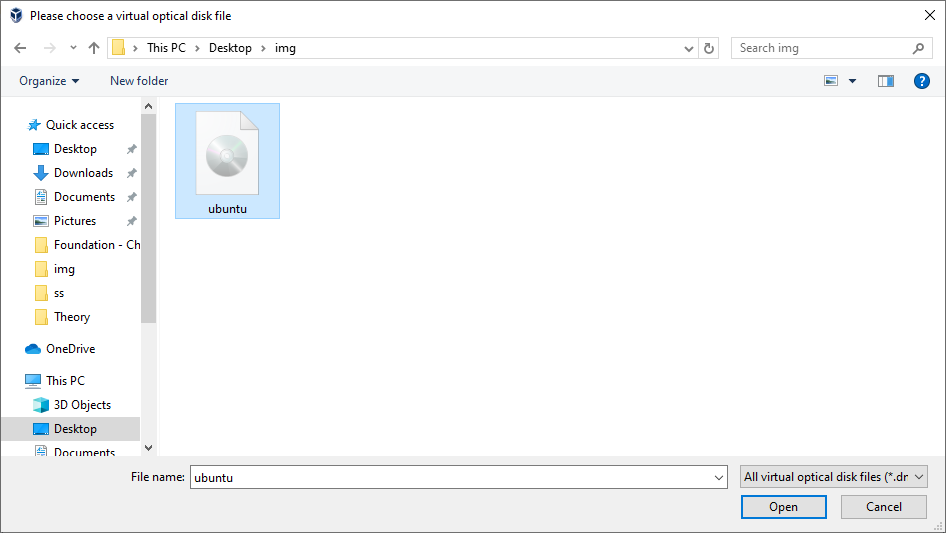 Please choose a virtual optical disk file
This PC > Desktop > img
Search img
Organize
New folder
?
Quick access
Desktop
Downloads
Documents
Pictures
Foundation - Ch
img
ss
Theory
OneDrive
This PC
3D Objects
Desktop
Documents
ubuntu
File name: ubuntu
All virtual optical disk files (*.dr
Open
Cancel